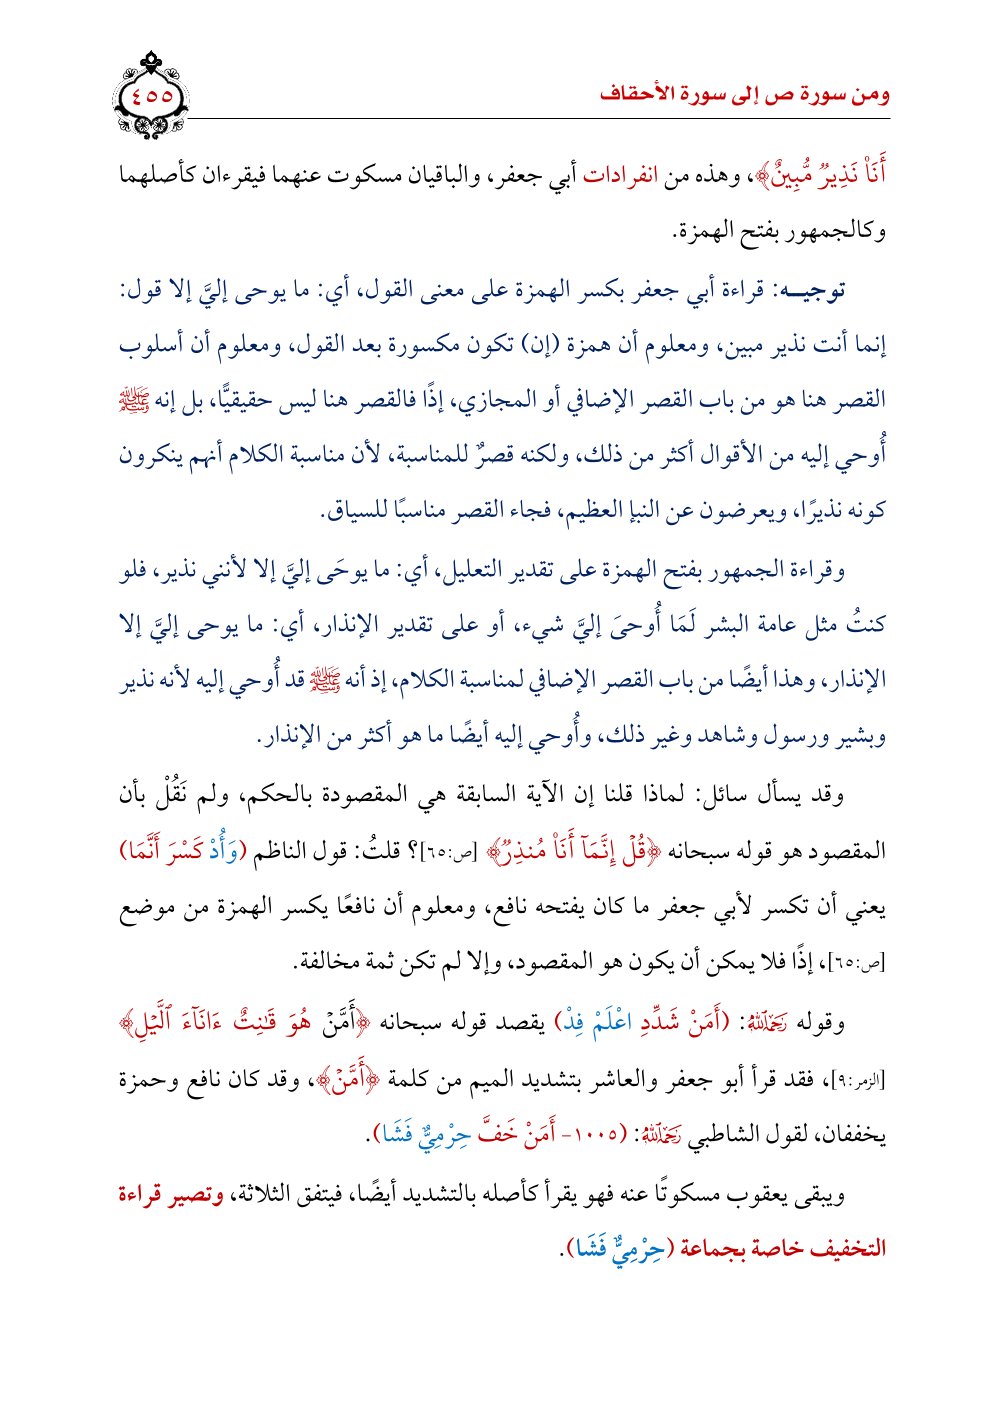 ومن سورة ص إلى سورة الأحقاف
٤٥٥
أَنَا۠ نَذِيرٌ مُّبِينٌ﴾، وهذه من انفرادات أبي جعفر، والباقيان مسكوت عنهما فيقرءان كأصلهما
وكالجمهور بفتح الهمزة.
توجيـــه: قراءة أبي جعفر بكسر الهمزة على معنى القول، أي: ما يوحى إليَّ إلا قول:
إنما أنت نذير مبين، ومعلوم أن همزة (إن) تكون مكسورة بعد القول، ومعلوم أن أسلوب
القصر هنا هو من باب القصر الإضافي أو المجازي، إذًا فالقصر هنا ليس حقيقيًّا، بل إنه ﷺ
أُوحي إليه من الأقوال أكثر من ذلك، ولكنه قصرٌ للمناسبة، لأن مناسبة الكلام أنهم ينكرون
كونه نذيرًا، ويعرضون عن النبإ العظيم، فجاء القصر مناسبًا للسياق.
وقراءة الجمهور بفتح الهمزة على تقدير التعليل، أي: ما يوحَى إليَّ إلا لأنني نذير، فلو
كنتُ مثل عامة البشر لَمَا أُوحيَ إليَّ شيء، أو على تقدير الإنذار، أي: ما يوحى إليَّ إلا
الإنذار، وهذا أيضًا من باب القصر الإضافي لمناسبة الكلام، إذ أنه ﷺ قد أُوحي إليه لأنه نذير
وبشير ورسول وشاهد وغير ذلك، وأُوحي إليه أيضًا ما هو أكثر من الإنذار.
وقد يسأل سائل: لماذا قلنا إن الآية السابقة هي المقصودة بالحكم، ولم نَقُلْ بأن
المقصود هو قوله سبحانه ﴿قُلۡ إِنَّمَآ أَنَا۠ مُنذِرٞ﴾ [ص:٦٥]؟ قلتُ: قول الناظم (وَأُدْ كَسْرَ أَنَّمَا)
يعني أن تكسر لأبي جعفر ما كان يفتحه نافع، ومعلوم أن نافعًا يكسر الهمزة من موضع
[ص:٦٥]، إذًا فلا يمكن أن يكون هو المقصود، وإلا لم تكن ثمة مخالفة.
وقوله رَحِمَهُ ٱللَّهُ: (أَمَنْ شَدِّدِ اعْلَمْ فِدْ) يقصد قوله سبحانه ﴿أَمَّنۡ هُوَ قَٰنِتٌ ءَانَآءَ ٱلَّيۡلِ﴾
[الزمر:٩]، فقد قرأ أبو جعفر والعاشر بتشديد الميم من كلمة ﴿أَمَّنۡ﴾، وقد كان نافع وحمزة
يخففان، لقول الشاطبي رَحِمَهُ ٱللَّهُ: (١٠٠٥- أَمَنْ خَفَّ حِرْمِيٌّ فَشَا).
ويبقى يعقوب مسكوتًا عنه فهو يقرأ كأصله بالتشديد أيضًا، فيتفق الثلاثة، وتصير قراءة
التخفيف خاصة بجماعة (حِرْمِيٌّ فَشَا).